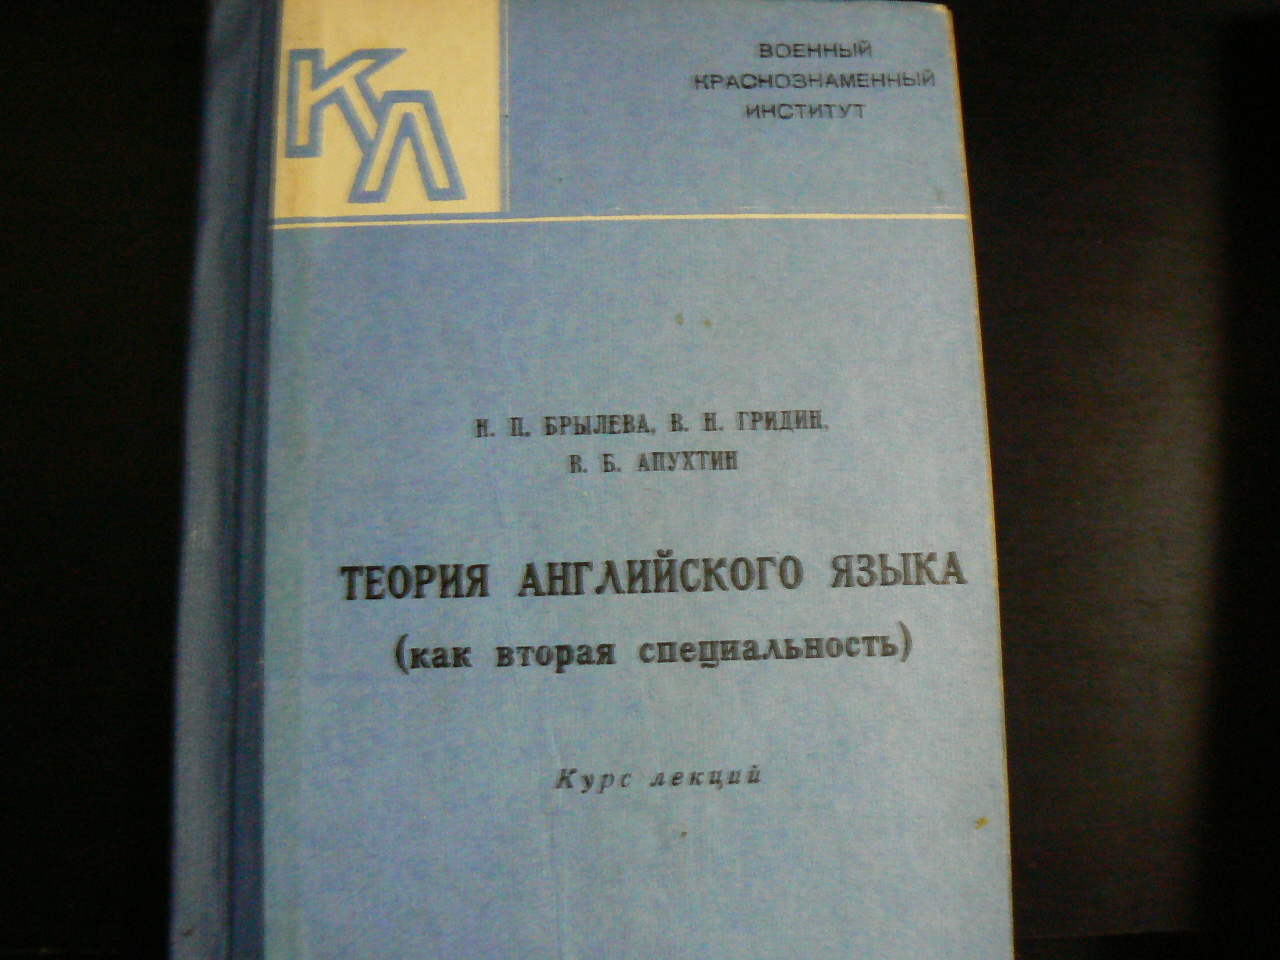 КЛ
ВОЕННЫЙ
КРАСНОЗНАМЕННЫЙ
ИНСТИТУТ
Н. П. БРЫЛЕВА, В. Н. ГРИДИН,
В. Б. АПУХТИН
ТЕОРИЯ АНГЛИЙСКОГО ЯЗЫКА
(как вторая специальность)
Курс лекций